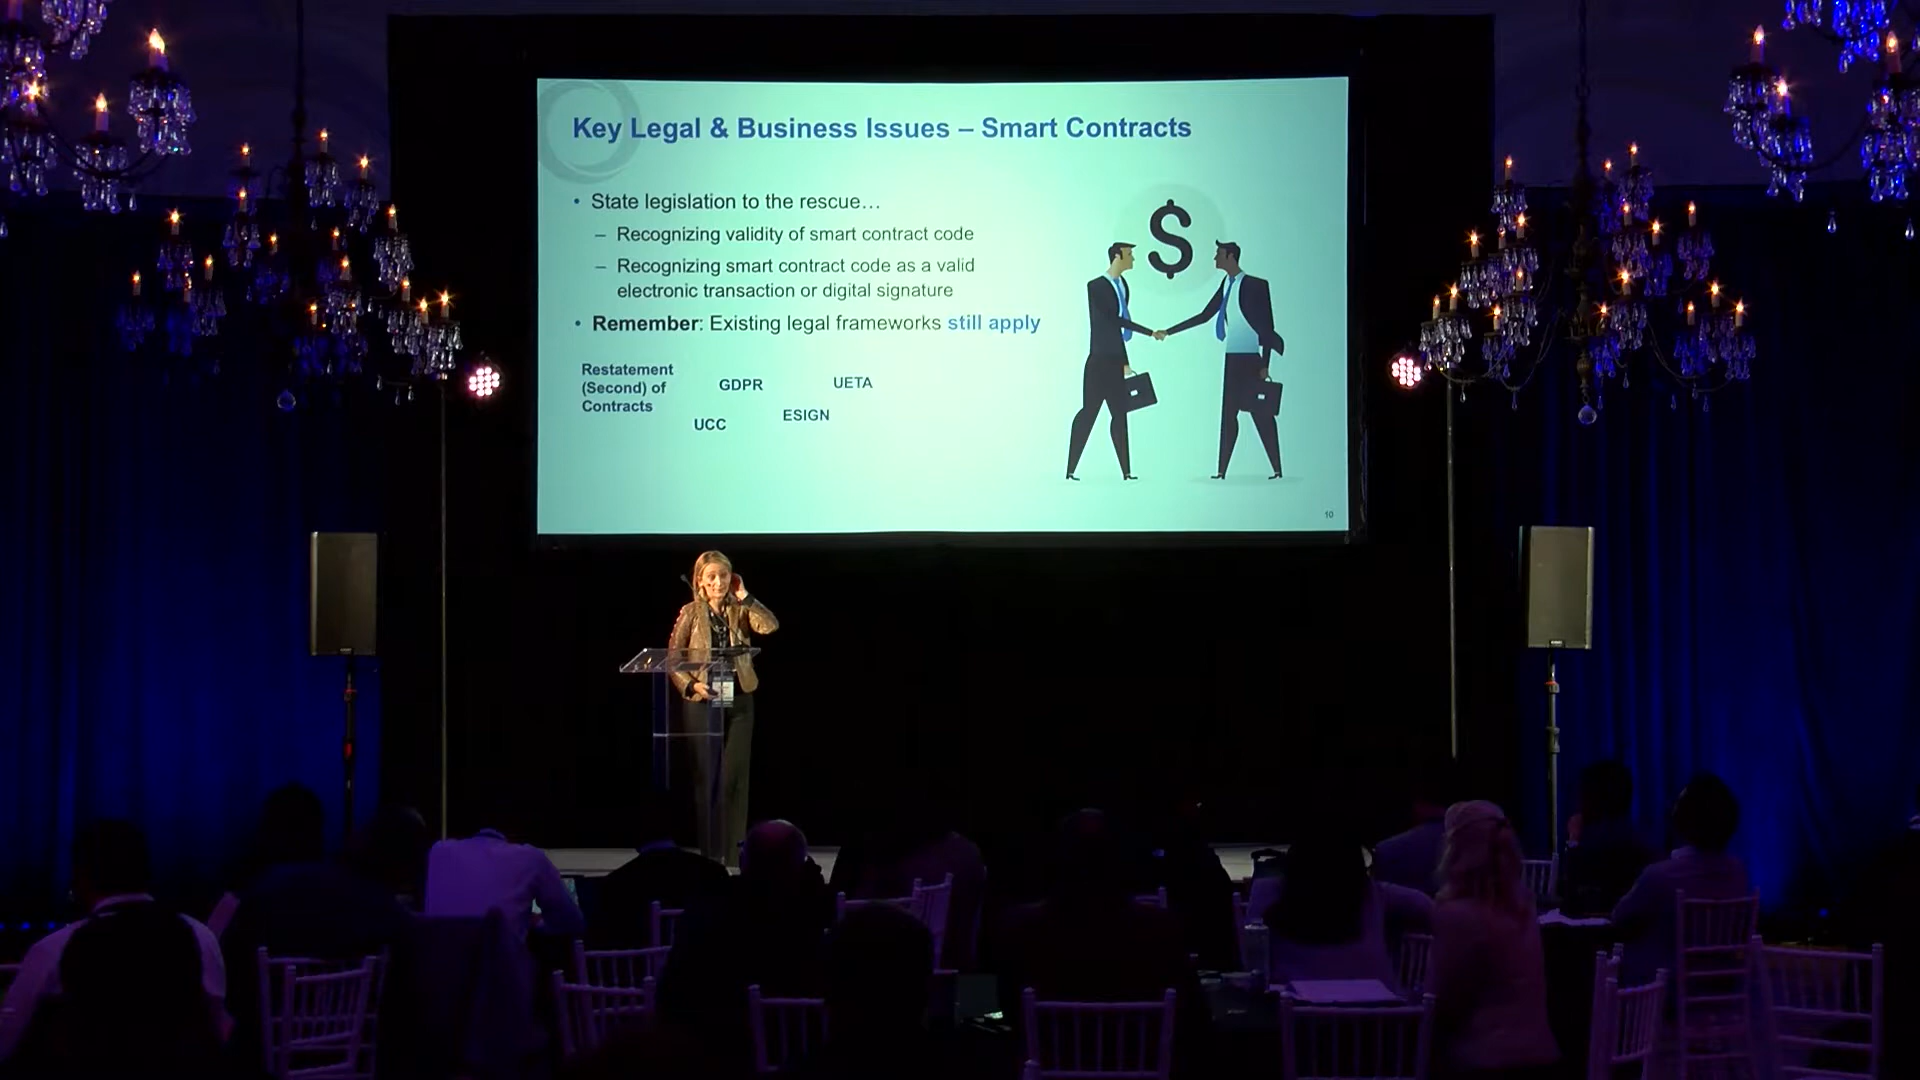 Key Legal & Business Issues – Smart Contracts
• State legislation to the rescue…
– Recognizing validity of smart contract code
– Recognizing smart contract code as a valid
electronic transaction or digital signature
• Remember: Existing legal frameworks still apply
Restatement
(Second) of
Contracts
GDPR
UETA
UCC
ESIGN
$
10